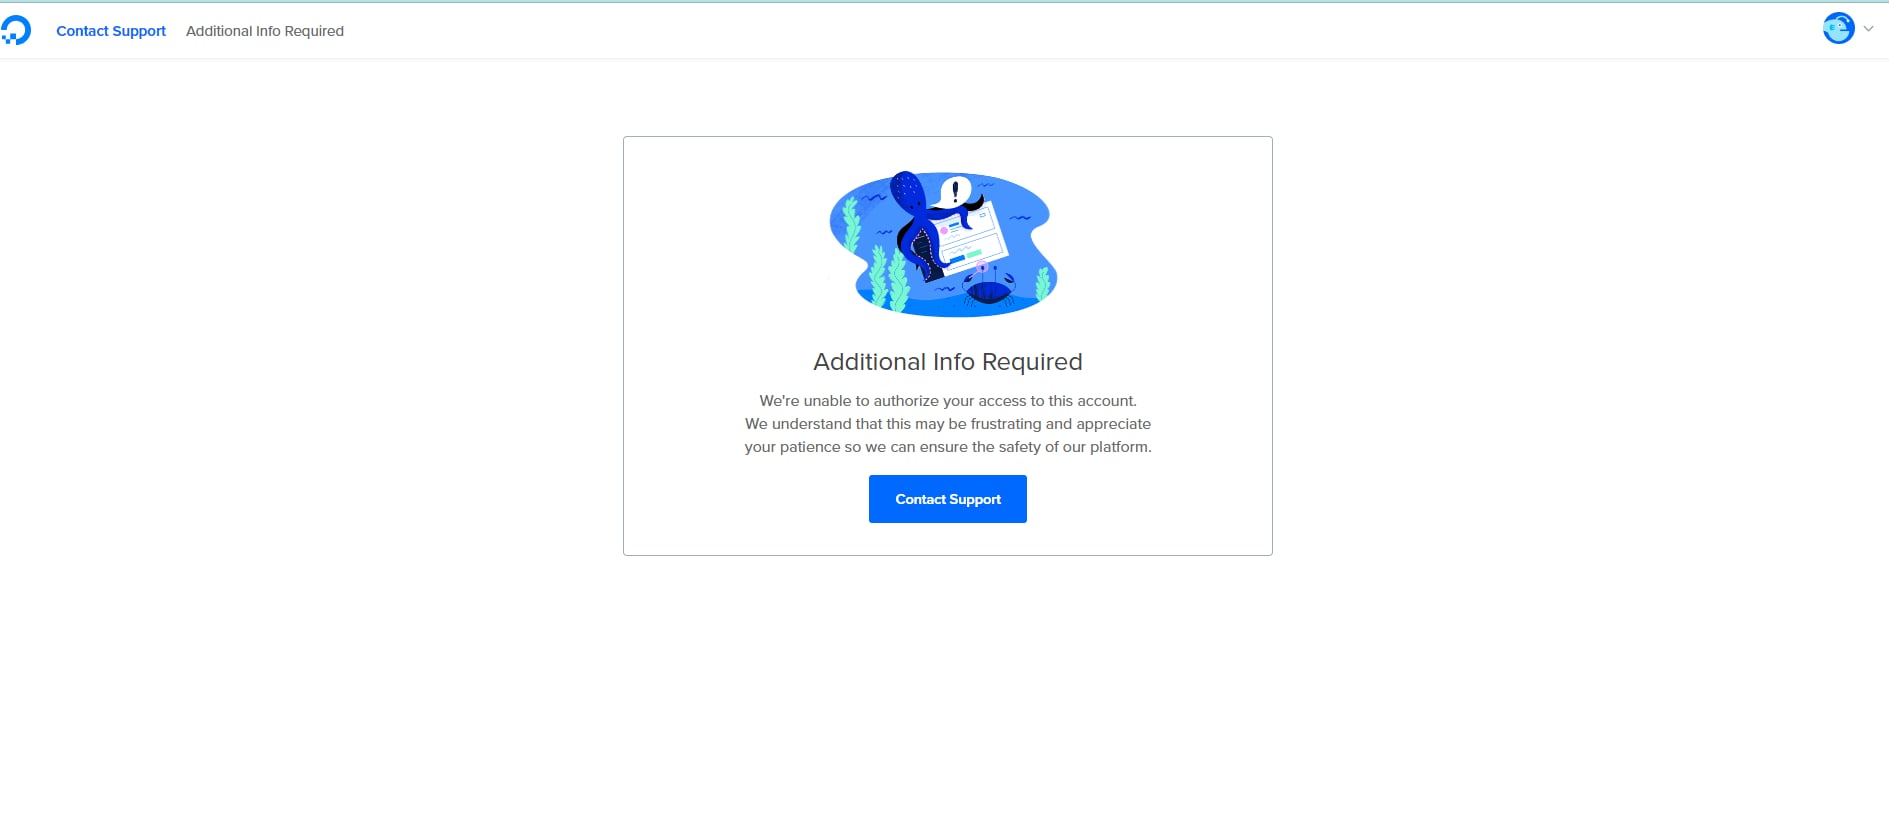 Contact Support Additional Info Required
Additional Info Required
We're unable to authorize your access to this account.
We understand that this may be frustrating and appreciate
your patience so we can ensure the safety of our platform.
Contact Support